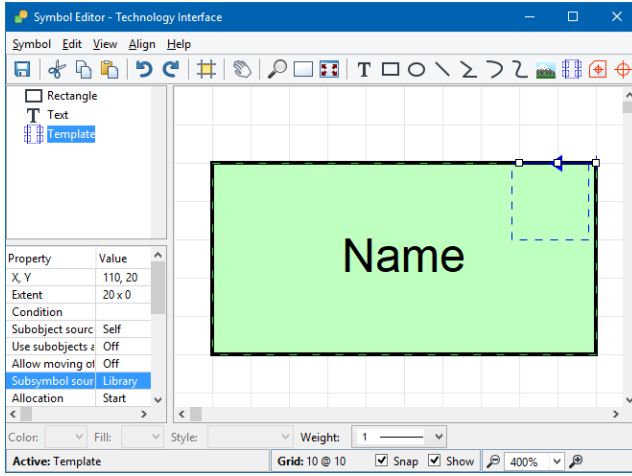 Symbol Editor - Technology Interface
Symbol Edit View Align Help
Rectangle
Text
Template
Name
Property Value
X, Y 110, 20
Extent 20 x 0
Condition
Subobject sourc Self
Use subobjects a Off
Allow moving of Off
Subsymbol sour Library
Allocation Start
Color: Fill: Style: Weight: 1
Active: Template Grid: 10 @ 10 Snap Show 400%